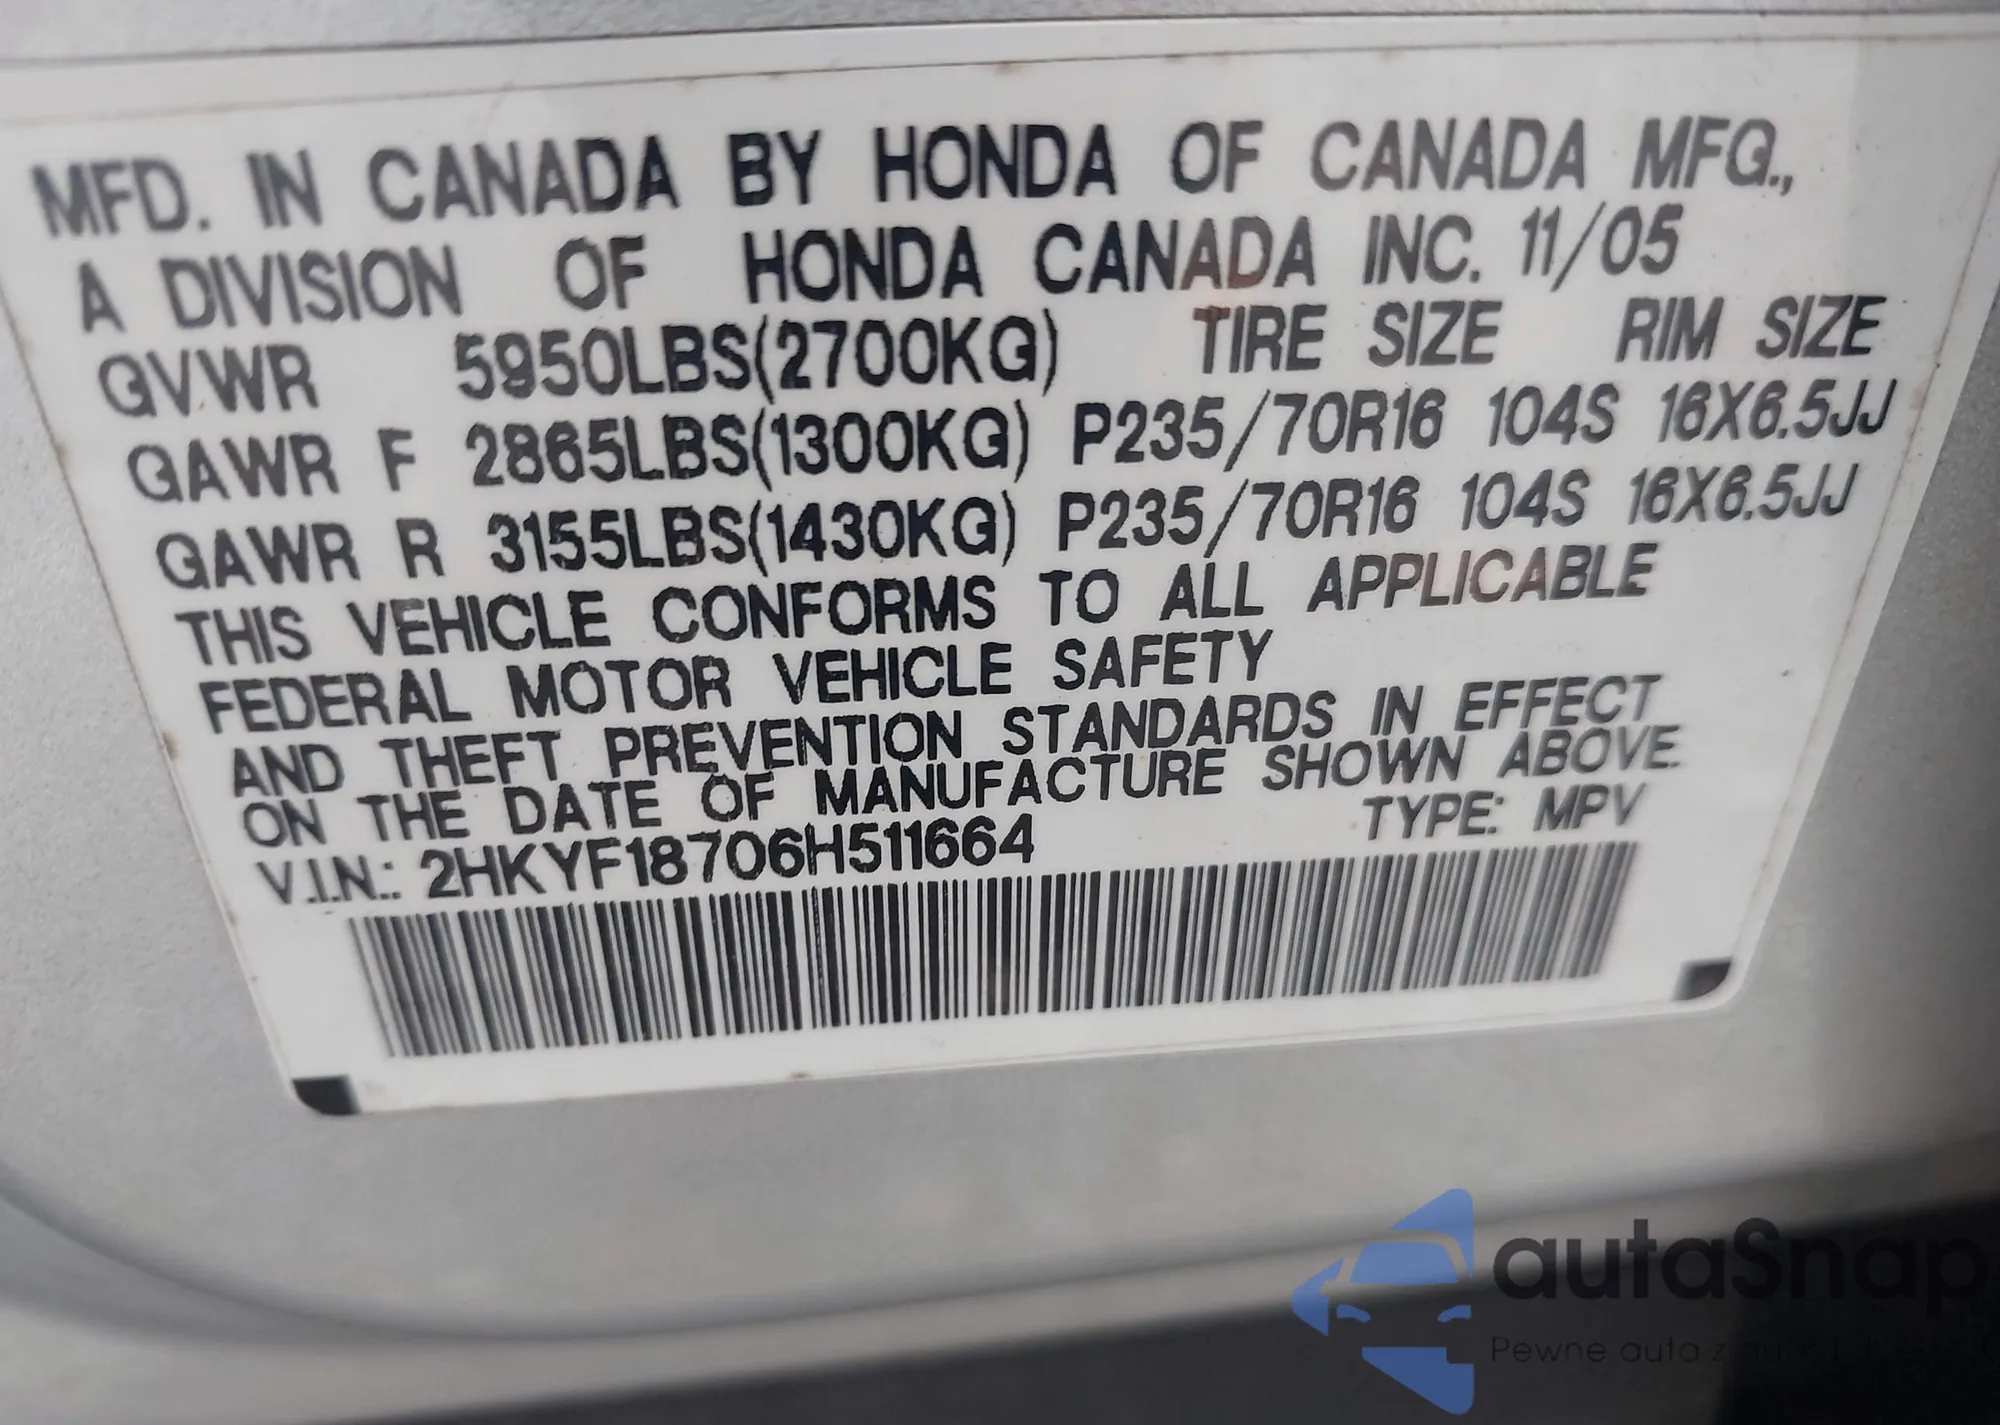 MFD. IN CANADA BY HONDA OF CANADA MFG.,
A DIVISION OF HONDA CANADA INC. 11/05
GVWR 5950LBS(2700KG) TIRE SIZE RIM SIZE
GAWR F 2865LBS(1300KG) P235/70R16 104S 16X6.5JJ
GAWR R 3155LBS(1430KG) P235/70R16 104S 16X6.5JJ
THIS VEHICLE CONFORMS TO ALL APPLICABLE
FEDERAL MOTOR VEHICLE SAFETY
AND THEFT PREVENTION STANDARDS IN EFFECT
ON THE DATE OF MANUFACTURE SHOWN ABOVE.
V.I.N.: 2HKYF18706H511664 TYPE: MPV
autaSnap
Pewne auta z